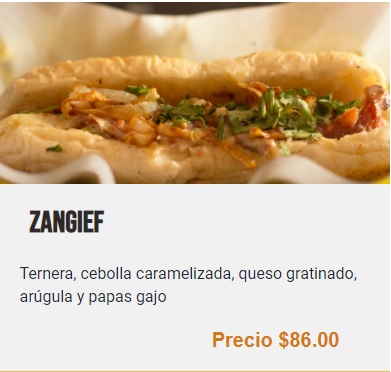 ZANGIEF
Ternera, cebolla caramelizada, queso gratinado,
arúgula y papas gajo
Precio $86.00